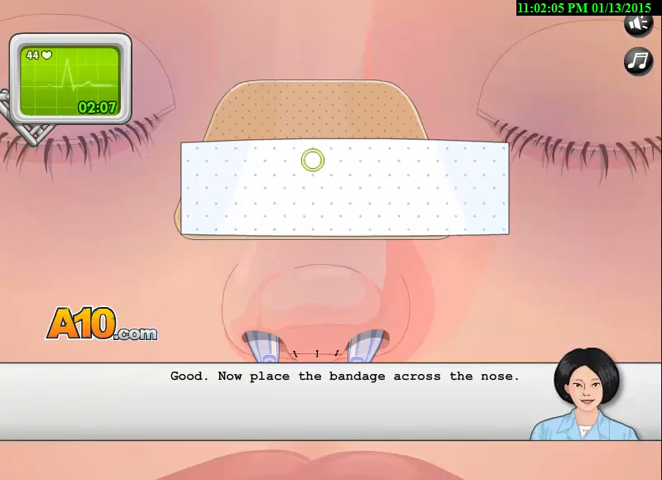 11:02:05 PM 01/13/2015
44
02:07
A10.com
Good. Now place the bandage across the nose.